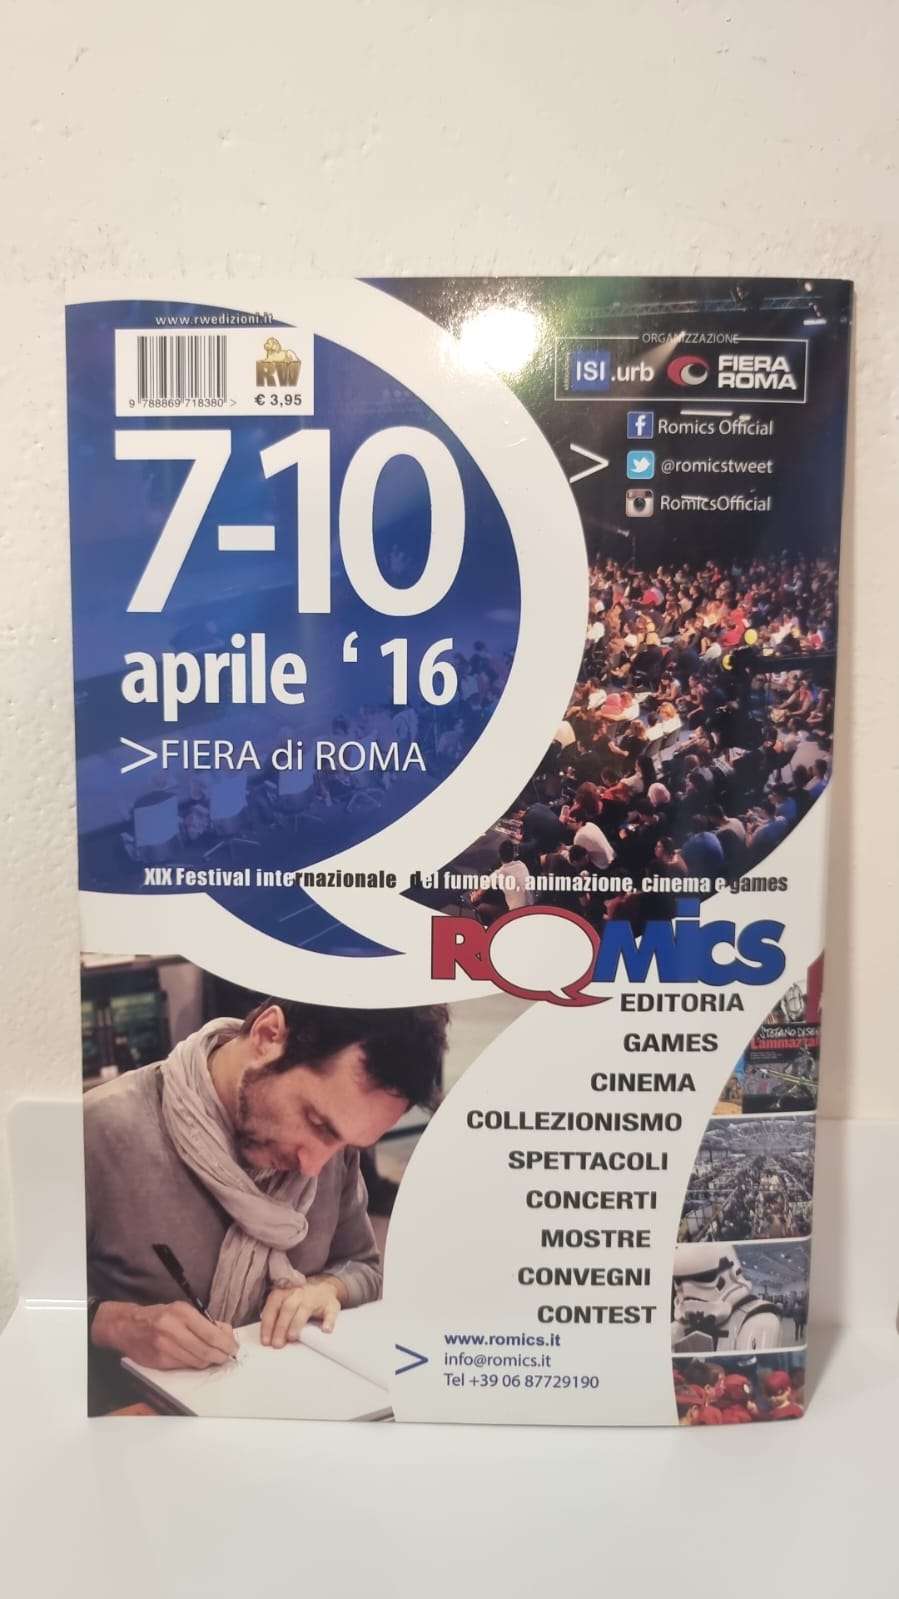 www.rwedizioni.it
RW
9 788869 718380 >
€ 3,95
ORGANIZZAZIONE
ISI.urb FIERA ROMA
Romics Official
@romicstweet
RomicsOfficial
7-10
aprile ‘16
>FIERA di ROMA
XIX Festival internazionale del fumetto, animazione, cinema e games
ROMICS
EDITORIA
GAMES
CINEMA
COLLEZIONISMO
SPETTACOLI
CONCERTI
MOSTRE
CONVEGNI
CONTEST
www.romics.it
> info@romics.it
Tel +39 06 87729190